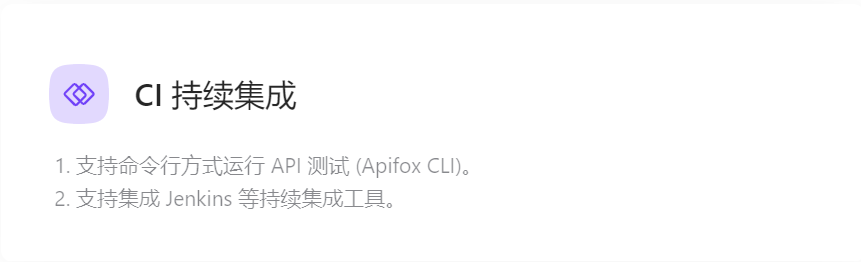 CI 持续集成
1. 支持命令行方式运行 API 测试 (Apifox CLI)。
2. 支持集成 Jenkins 等持续集成工具。